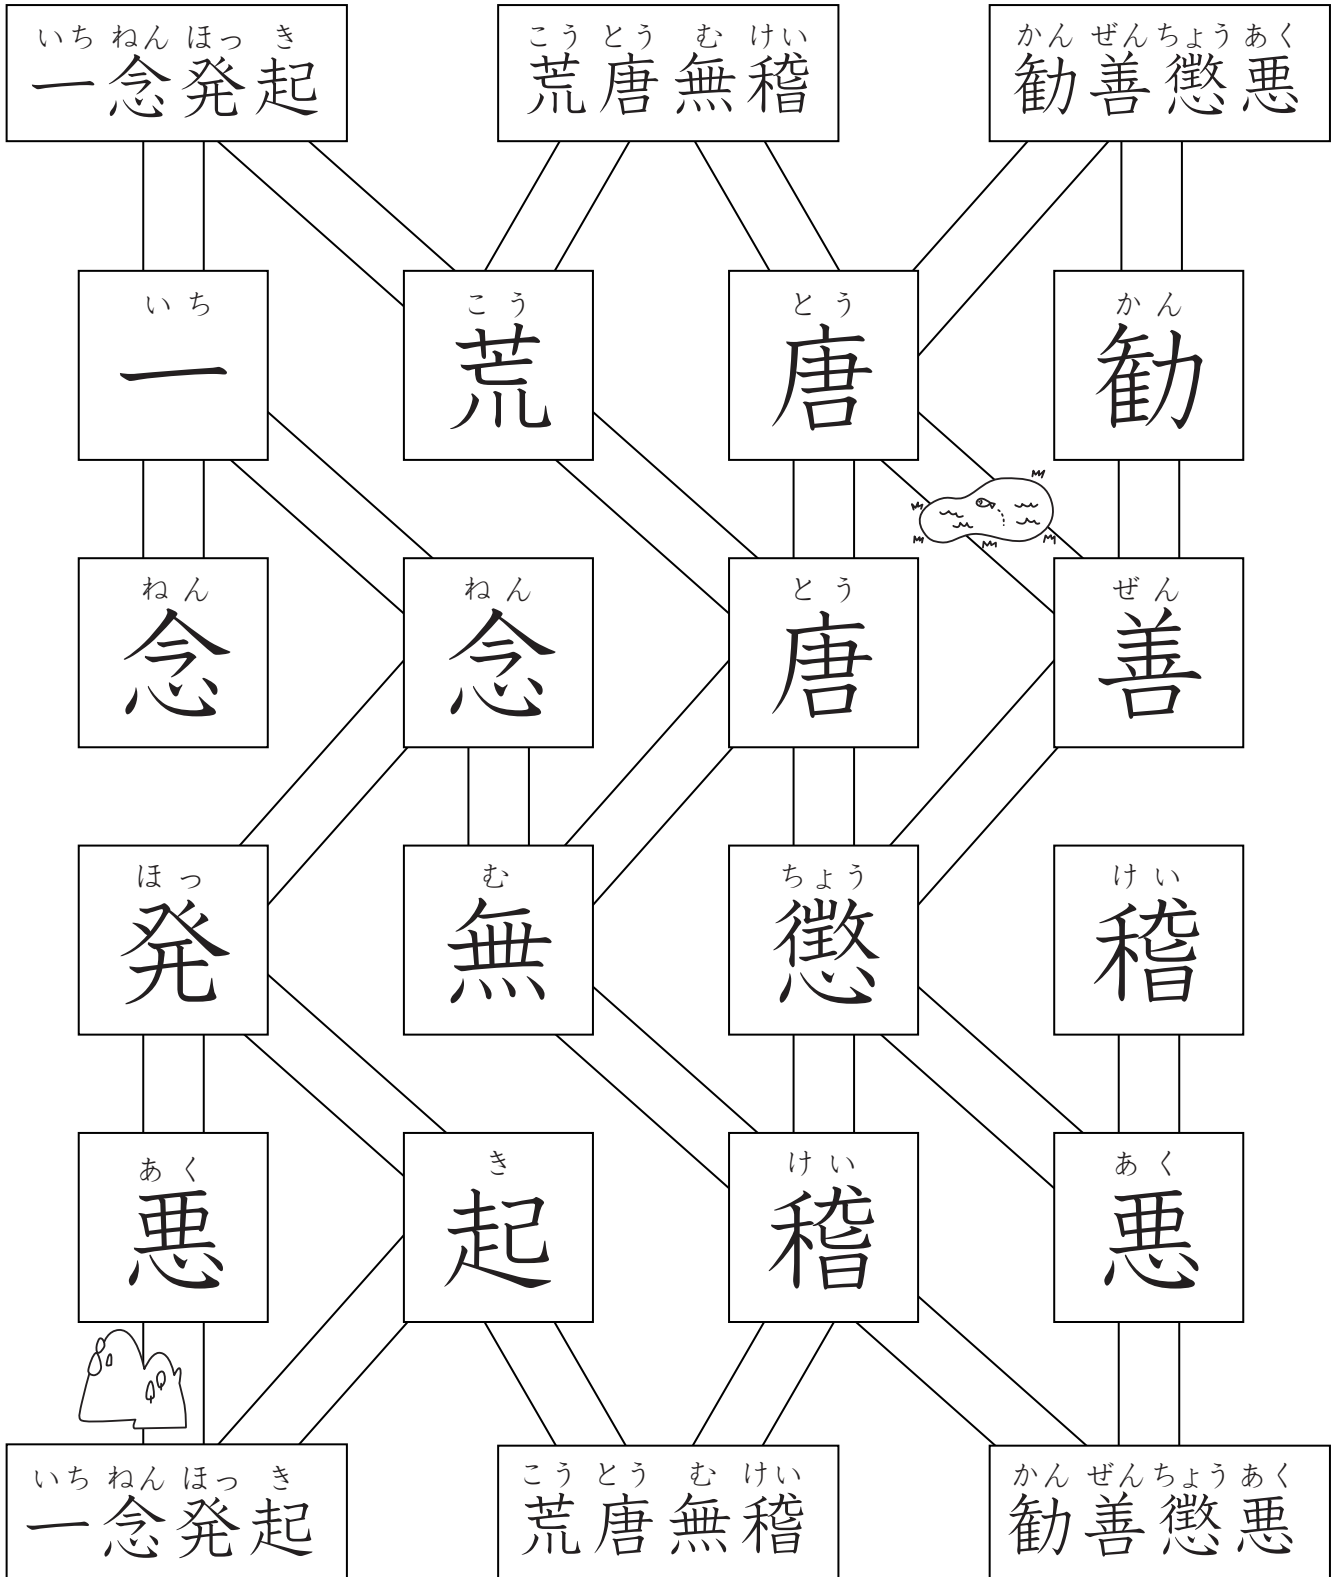 いち ねん ほっ き
一念発起
こう とう む けい
荒唐無稽
かん ぜん ちょう あく
勧善懲悪
いち
一
こう
荒
とう
唐
かん
勧
ねん
念
ねん
念
とう
唐
ぜん
善
ほっ
発
む
無
ちょう
懲
けい
稽
あく
悪
き
起
けい
稽
あく
悪
いち ねん ほっ き
一念発起
こう とう む けい
荒唐無稽
かん ぜん ちょう あく
勧善懲悪